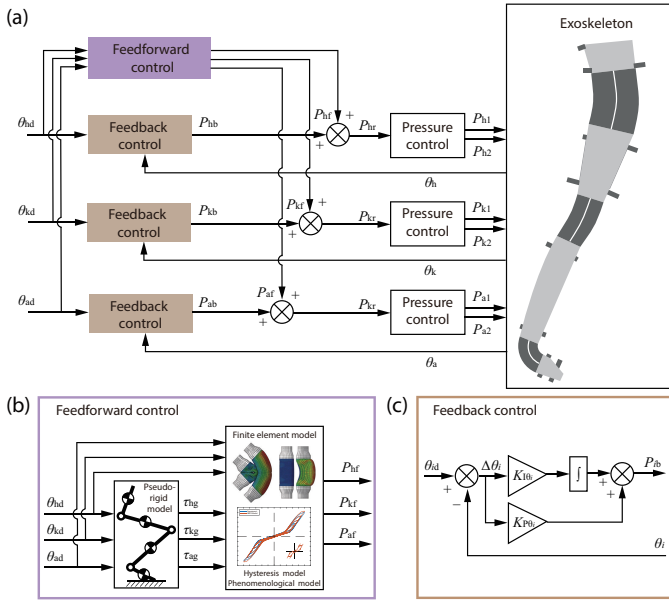 (a)
Exoskeleton
Feedforward
control
θhd
Feedback
control
Phb
Phf
+
+
Phr
Pressure
control
Ph1
Ph2
θh
θkd
Feedback
control
Pkb
Pkf
+
+
Pkr
Pressure
control
Pk1
Pk2
θk
θad
Feedback
control
Pab
Paf
+
+
Pkr
Pressure
control
Pa1
Pa2
θa
(b)
Feedforward control
Finite element model
Pseudo-
rigid
model
θhd
θkd
θad
τhg
τkg
τag
Phf
Pkf
Paf
Hysteresis model
Phenomenological model
(c)
Feedback control
θid
+
−
Δθi
KIθi
∫
+
+
Pib
KPθi
θi